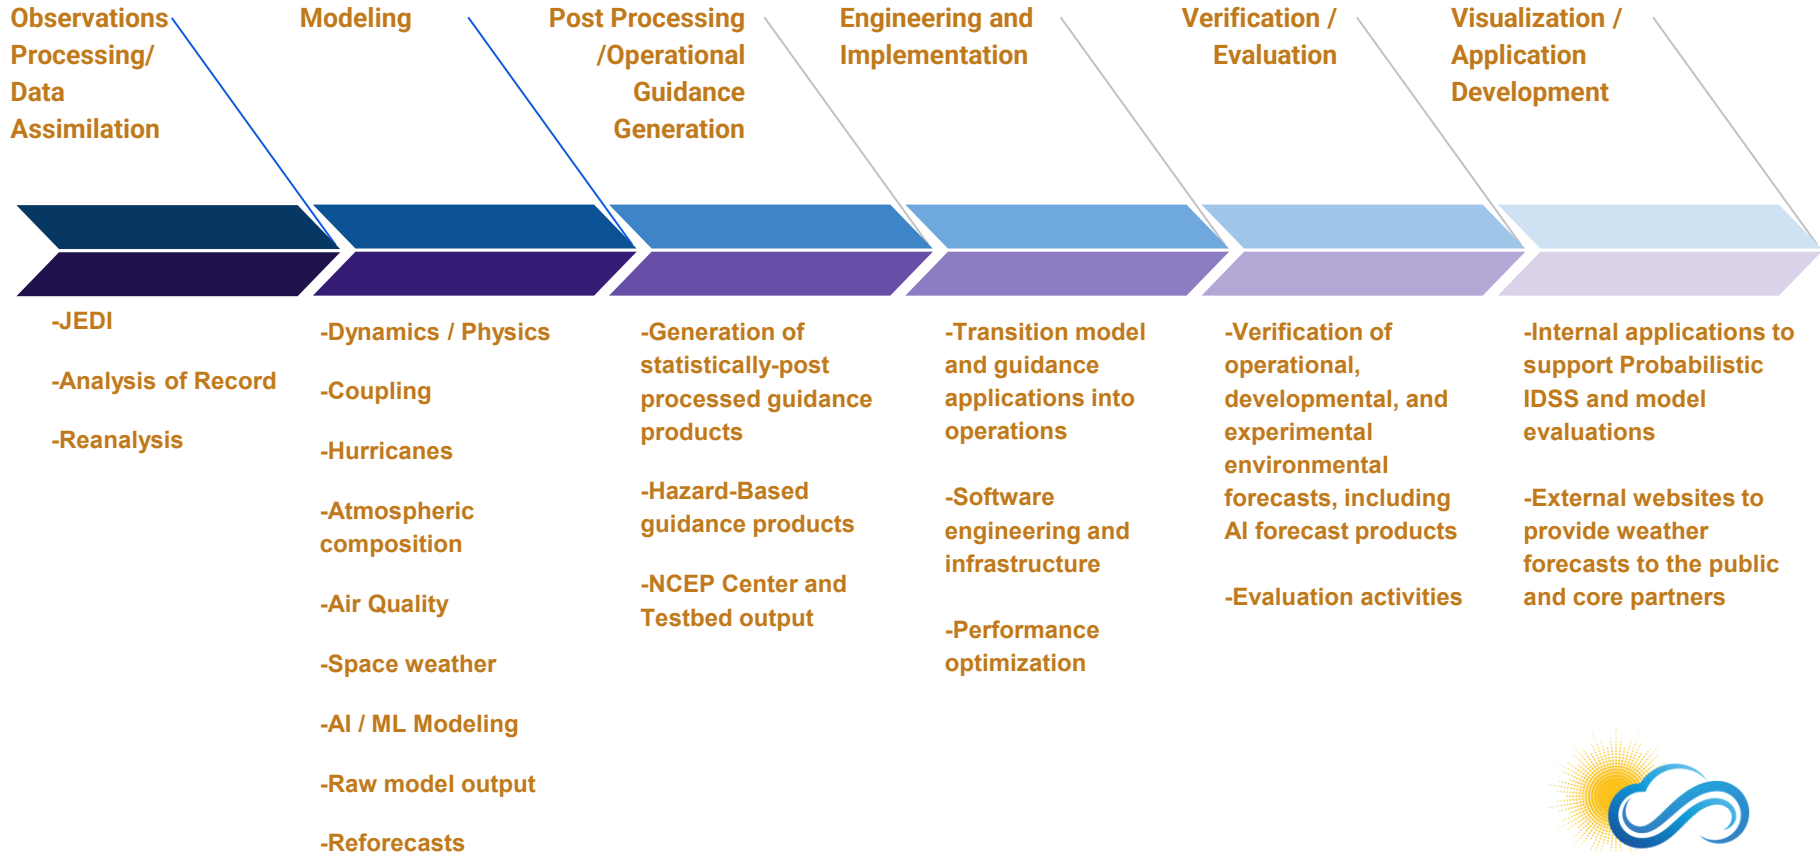 Observations
Processing/
Data
Assimilation
Modeling
Post Processing
/Operational
Guidance
Generation
Engineering and
Implementation
Verification /
Evaluation
Visualization /
Application
Development
-JEDI
-Analysis of Record
-Reanalysis
-Dynamics / Physics
-Coupling
-Hurricanes
-Atmospheric
composition
-Air Quality
-Space weather
-AI / ML Modeling
-Raw model output
-Reforecasts
-Generation of
statistically-post
processed guidance
products
-Hazard-Based
guidance products
-NCEP Center and
Testbed output
-Transition model
and guidance
applications into
operations
-Software
engineering and
infrastructure
-Performance
optimization
-Verification of
operational,
developmental, and
experimental
environmental
forecasts, including
AI forecast products
-Evaluation activities
-Internal applications to
support Probabilistic
IDSS and model
evaluations
-External websites to
provide weather
forecasts to the public
and core partners